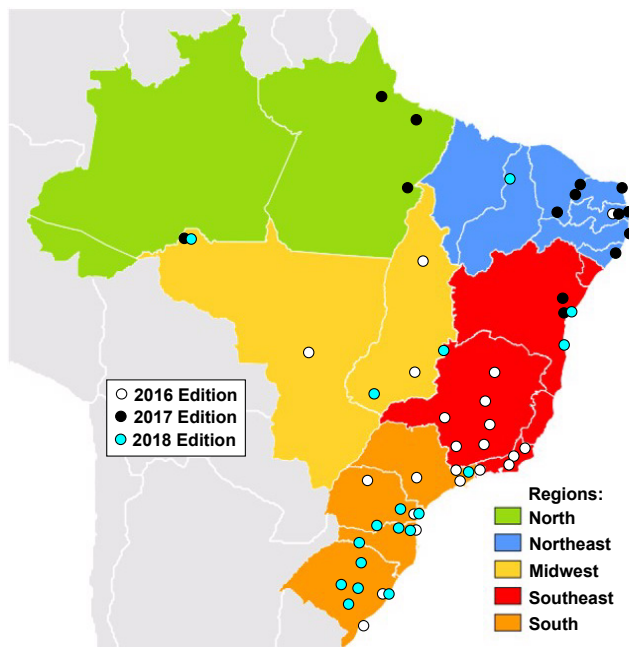 2016 Edition
2017 Edition
2018 Edition
Regions:
North
Northeast
Midwest
Southeast
South